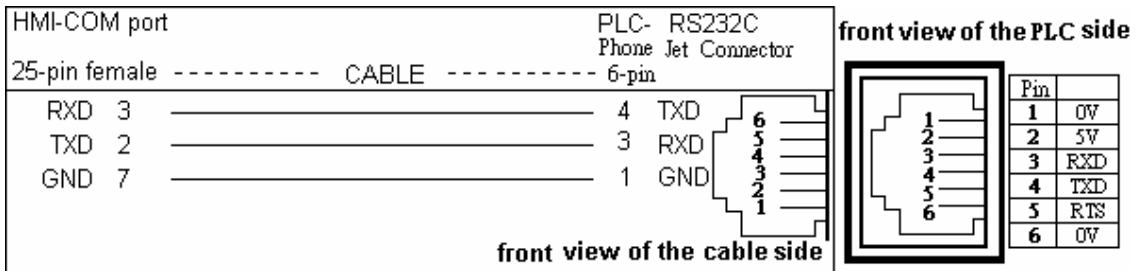 HMI-COM port PLC- RS232C
Phone Jet Connector
25-pin female ---------- CABLE ---------- 6-pin
RXD 3 4 TXD
TXD 2 3 RXD
GND 7 1 GND
6
5
4
3
2
1
front view of the cable side
front view of the PLC side
1
2
3
4
5
6
Pin
1 0V
2 5V
3 RXD
4 TXD
5 RTS
6 0V